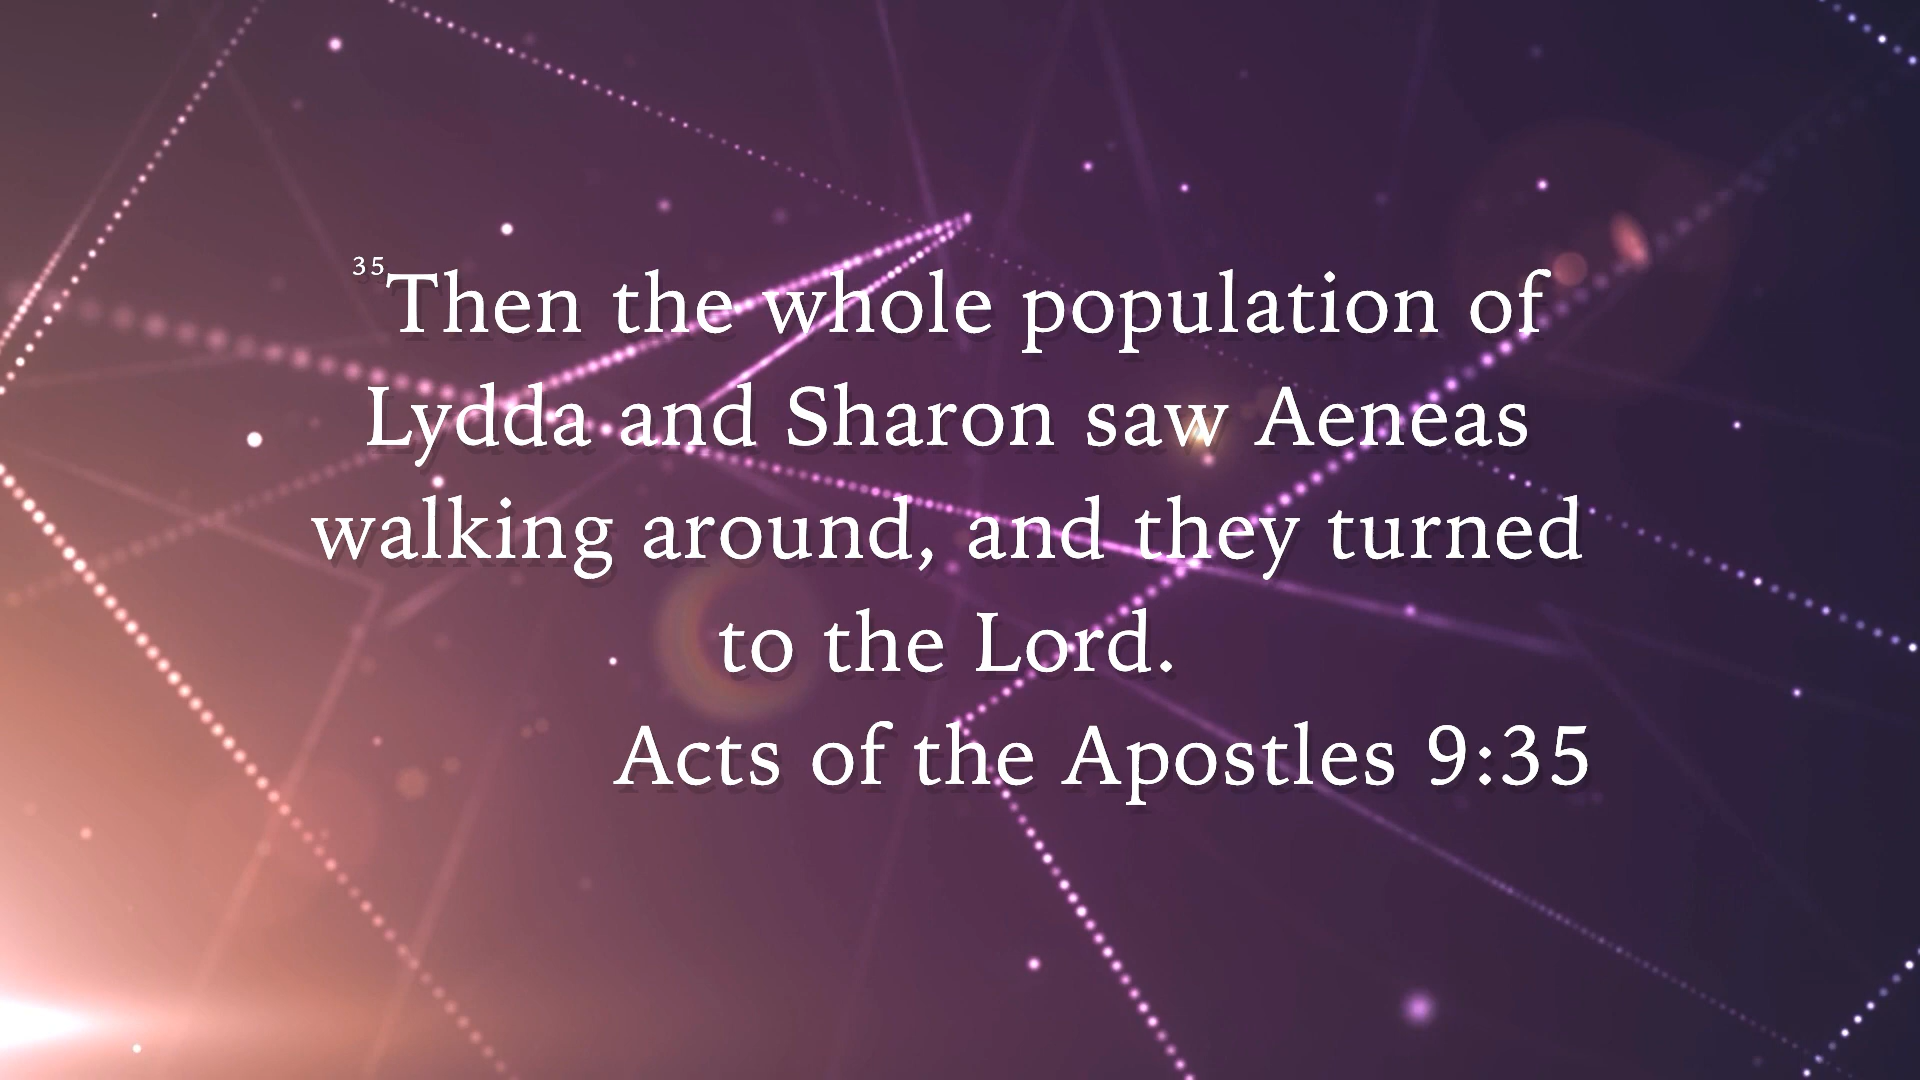 35Then the whole population of
Lydda and Sharon saw Aeneas
walking around, and they turned
to the Lord.
Acts of the Apostles 9:35